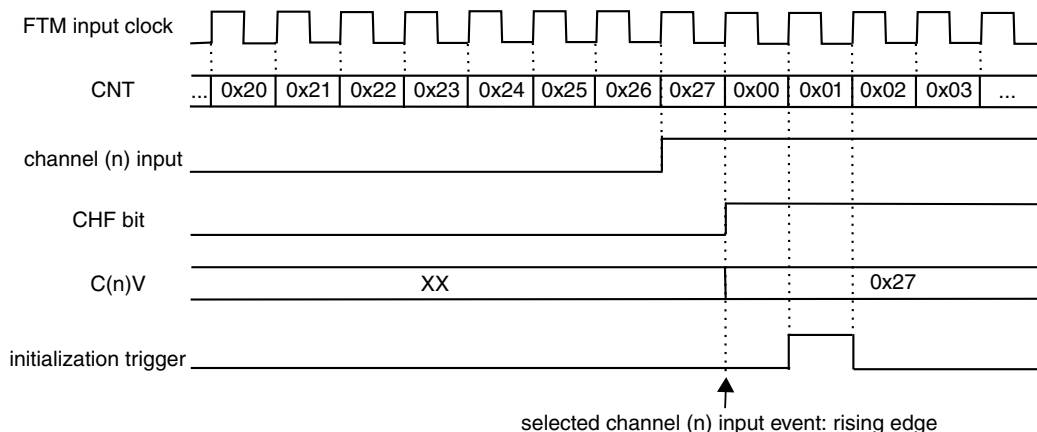 FTM input clock
CNT ... 0x20 0x21 0x22 0x23 0x24 0x25 0x26 0x27 0x00 0x01 0x02 0x03 ...
channel (n) input
CHF bit
C(n)V XX 0x27
initialization trigger
selected channel (n) input event: rising edge